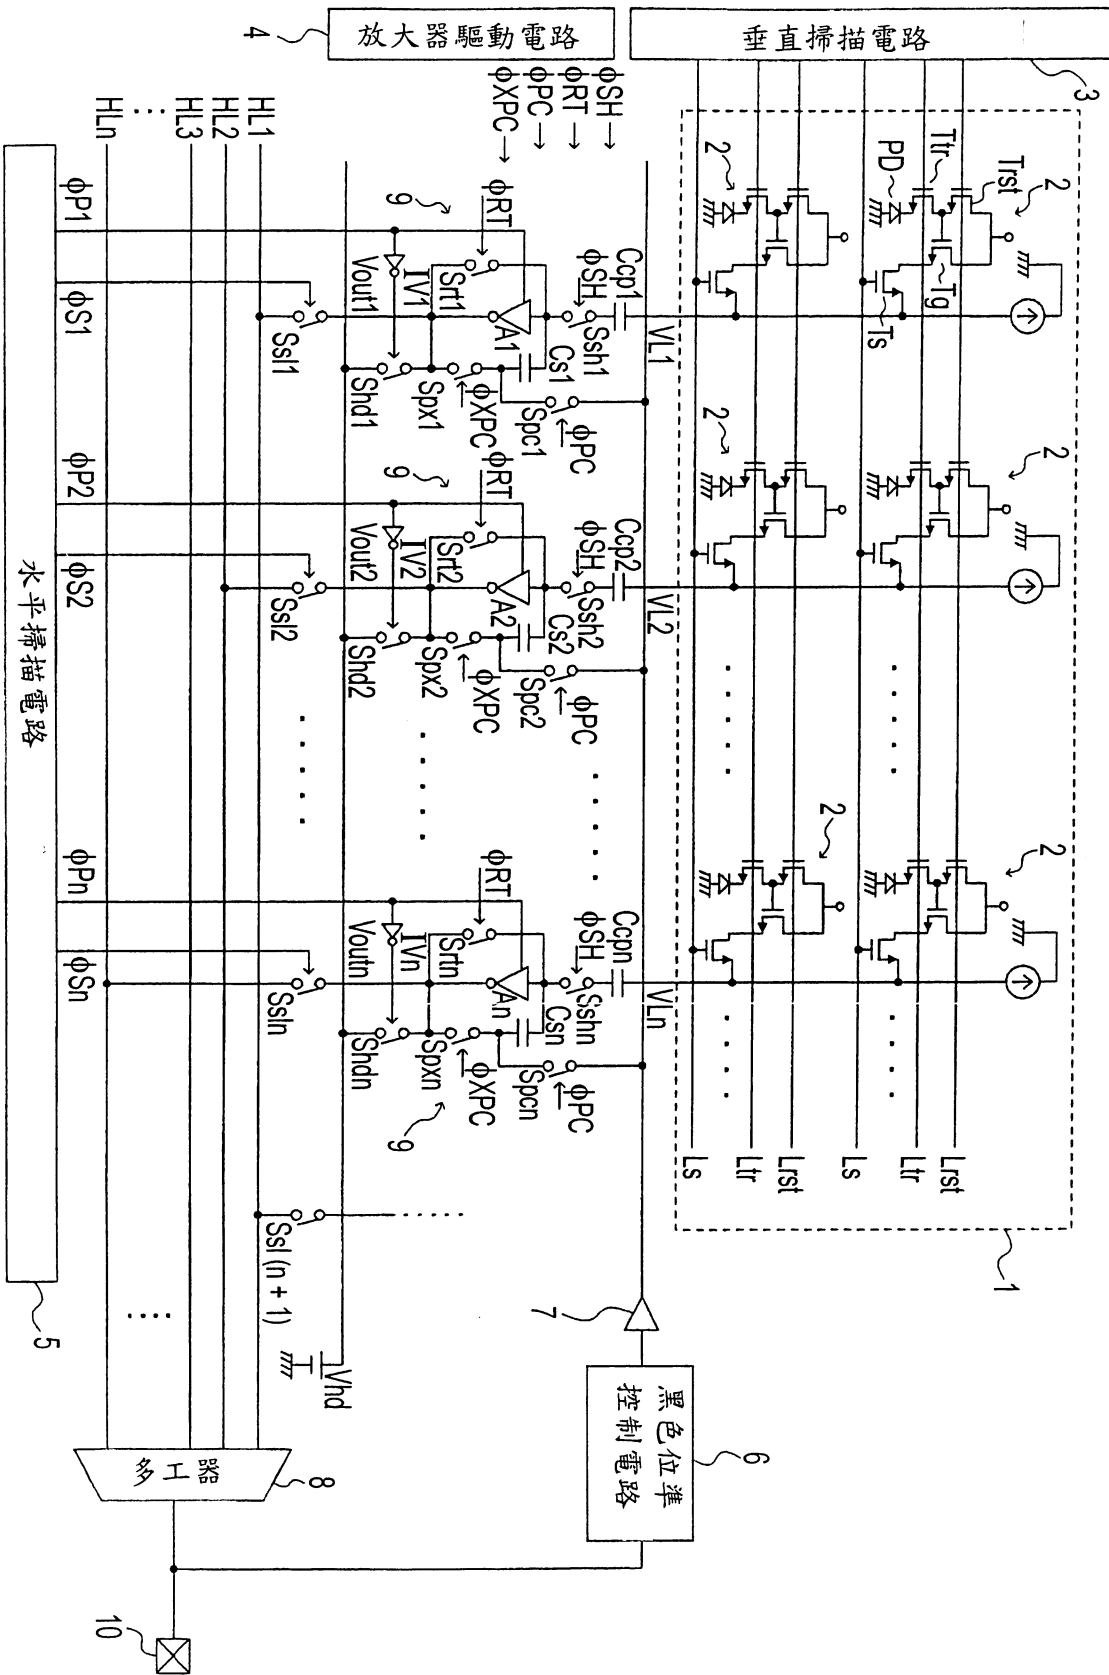 放大器驅動電路
4
垂直掃描電路
3
φSH
φRT
φPC
φXPC
HL1
HL2
HL3
HLn
Ttr
PD
Trst
2
2
Tg
Ts
2
2
2
2
Lrst
Ltr
Ls
Lrst
Ltr
Ls
1
VL1
VL2
VLn
Ccp1
φSH
Ssh1
Cs1
φRT
Srt1
A1
9
IV1
Vout1
Shd1
Spx1
φXPC
Spc1
φPC
Ssl1
φP1
φS1
Ccp2
φSH
Ssh2
Cs2
φRT
Srt2
A2
9
IV2
Vout2
Shd2
Spx2
φXPC
Spc2
φPC
Ssl2
φP2
φS2
Ccpn
φSH
Sshn
Csn
φRT
Srtn
An
9
IVn
Voutn
Shdn
Spxn
φXPC
Spcn
φPC
Ssln
φPn
φSn
Ssl (n + 1)
Vhd
7
黑色位準
控制電路
6
水平掃描電路
5
多工器
8
10